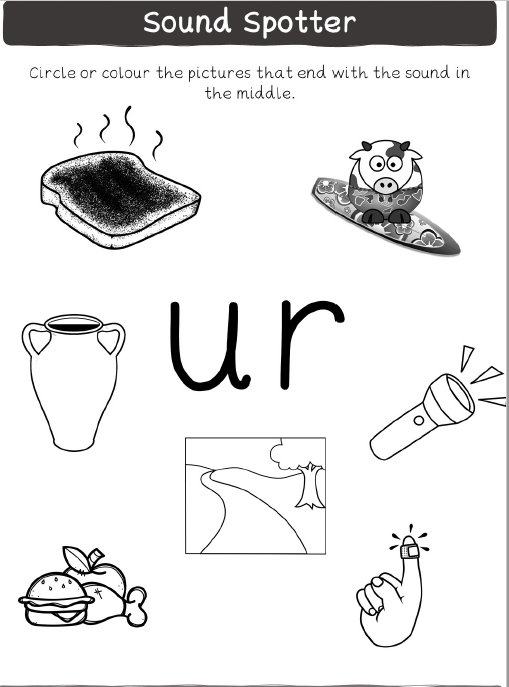 Sound Spotter
Circle or colour the pictures that end with the sound in
the middle.
ur